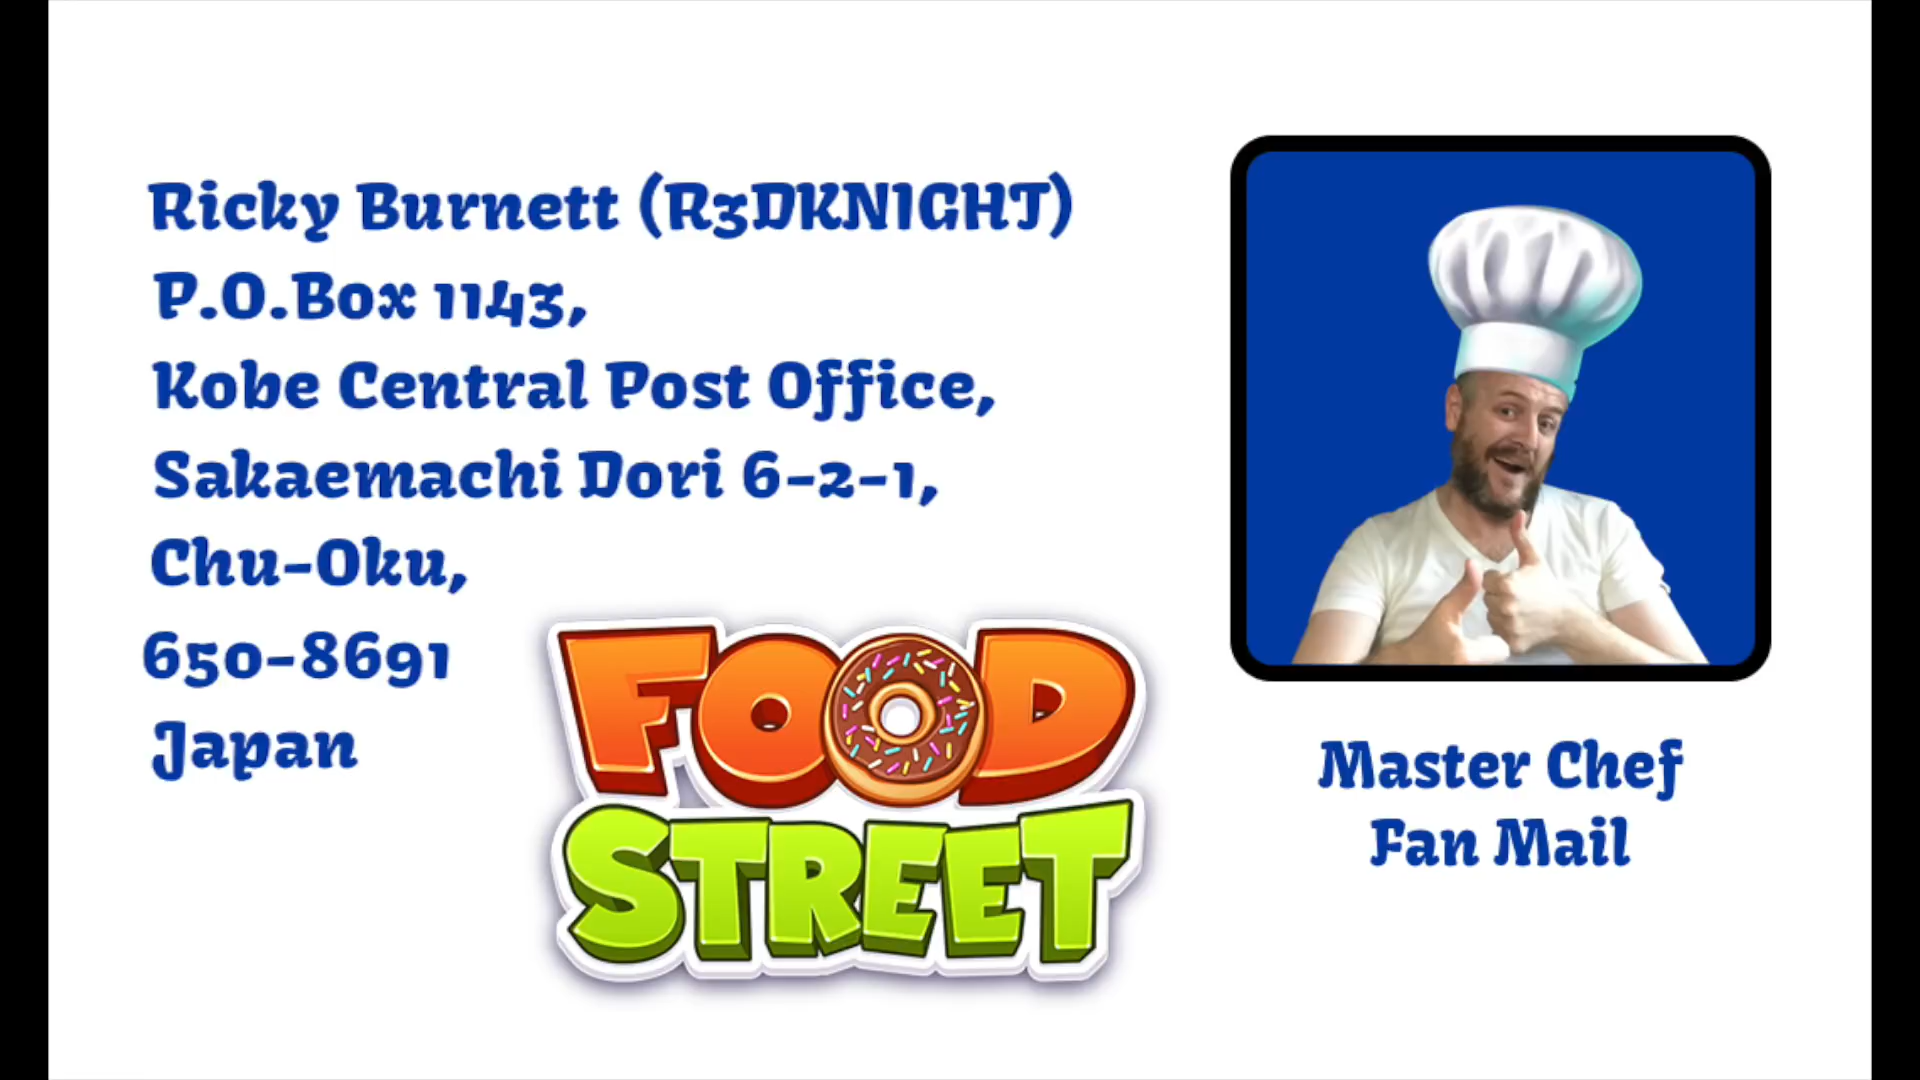 Ricky Burnett (R3DKNIGHT)
P.O.Box 1143,
Kobe Central Post Office,
Sakaemachi Dori 6-2-1,
Chu-Oku,
650-8691
Japan
FOOD
STREET
Master Chef
Fan Mail